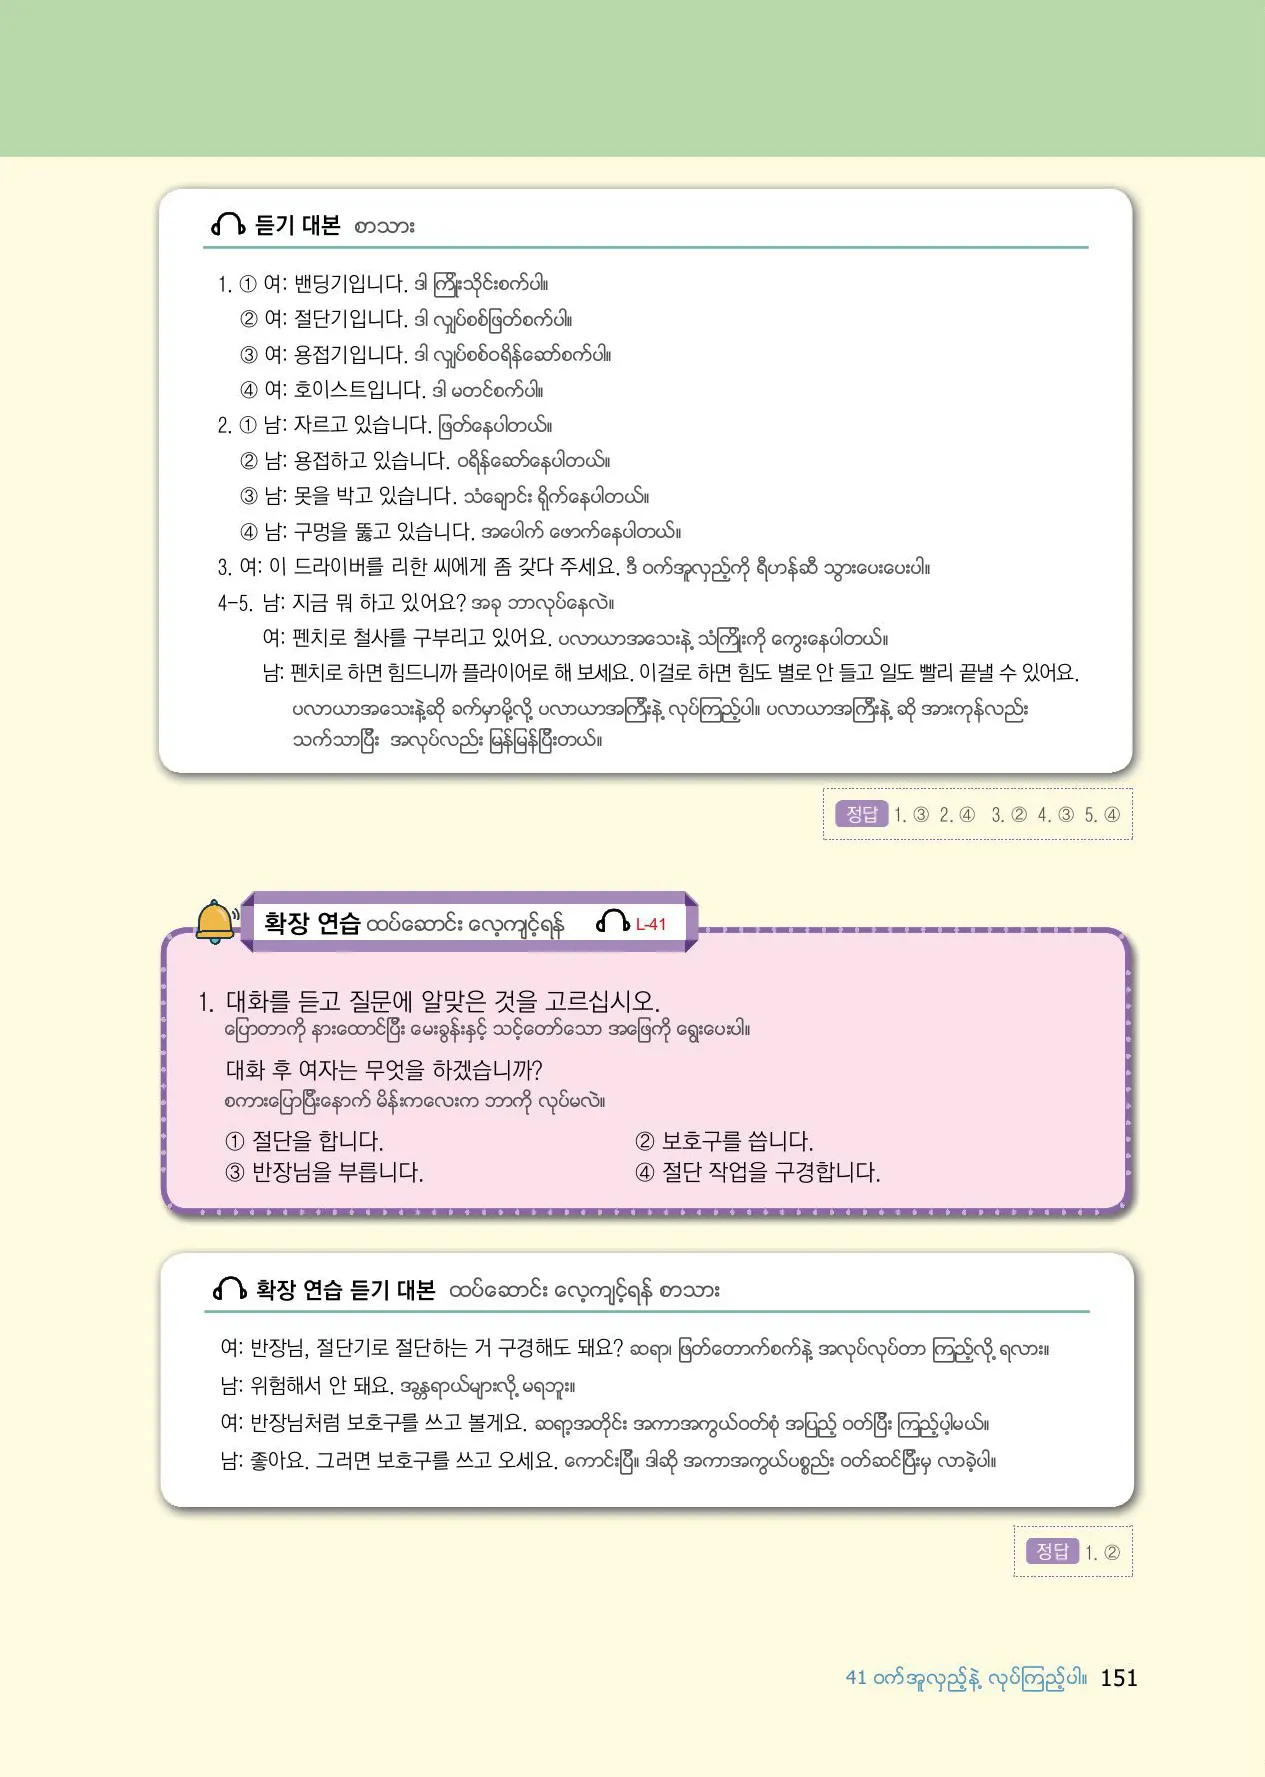 듣기 대본 စာသား
1. ① 여: 밴딩기입니다. ဒါ ကြိုးသိုင်းစက်ပါ။
② 여: 절단기입니다. ဒါ လျှပ်စစ်ဖြတ်စက်ပါ။
③ 여: 용접기입니다. ဒါ လျှပ်စစ်ဝရိန်ဆော်စက်ပါ။
④ 여: 호이스트입니다. ဒါ မတင်စက်ပါ။
2. ① 남: 자르고 있습니다. ဖြတ်နေပါတယ်။
② 남: 용접하고 있습니다. ဝရိန်ဆော်နေပါတယ်။
③ 남: 못을 박고 있습니다. သံချောင်း ရိုက်နေပါတယ်။
④ 남: 구멍을 뚫고 있습니다. အပေါက် ဖောက်နေပါတယ်။
3. 여: 이 드라이버를 리한 씨에게 좀 갖다 주세요. ဒီ ဝက်အူလှည့်ကို ရီဟန်ဆီ သွားပေးပေးပါ။
4-5. 남: 지금 뭐 하고 있어요? အခု ဘာလုပ်နေလဲ။
여: 펜치로 철사를 구부리고 있어요. ပလာယာအသေးနဲ့ သံကြိုးကို ကွေးနေပါတယ်။
남: 펜치로 하면 힘드니까 플라이어로 해 보세요. 이걸로 하면 힘도 별로 안 들고 일도 빨리 끝낼 수 있어요.
ပလာယာအသေးနဲ့ဆို ခက်မှာမို့လို့ ပလာယာအကြီးနဲ့ လုပ်ကြည့်ပါ။ ပလာယာအကြီးနဲ့ ဆို အားကုန်လည်း
သက်သာပြီး အလုပ်လည်း မြန်မြန်ပြီးတယ်။
정답 1. ③ 2. ④ 3. ② 4. ③ 5. ④
확장 연습 ထပ်ဆောင်း လေ့ကျင့်ရန် L-41
1. 대화를 듣고 질문에 알맞은 것을 고르십시오.
ပြောတာကို နားထောင်ပြီး မေးခွန်းနှင့် သင့်တော်သော အဖြေကို ရွေးပေးပါ။
대화 후 여자는 무엇을 하겠습니까?
စကားပြောပြီးနောက် မိန်းကလေးက ဘာကို လုပ်မလဲ။
① 절단을 합니다. ② 보호구를 씁니다.
③ 반장님을 부릅니다. ④ 절단 작업을 구경합니다.
확장 연습 듣기 대본 ထပ်ဆောင်း လေ့ကျင့်ရန် စာသား
여: 반장님, 절단기로 절단하는 거 구경해도 돼요? ဆရာ၊ ဖြတ်တောက်စက်နဲ့ အလုပ်လုပ်တာ ကြည့်လို့ ရလား။
남: 위험해서 안 돼요. အန္တရာယ်များလို့ မရဘူး။
여: 반장님처럼 보호구를 쓰고 볼게요. ဆရာ့အတိုင်း အကာအကွယ်ဝတ်စုံ အပြည့် ဝတ်ပြီး ကြည့်ပါ့မယ်။
남: 좋아요. 그러면 보호구를 쓰고 오세요. ကောင်းပြီ။ ဒါဆို အကာအကွယ်ပစ္စည်း ဝတ်ဆင်ပြီးမှ လာခဲ့ပါ။
정답 1. ②
41 ဝက်အူလှည့်နဲ့ လုပ်ကြည့်ပါ။ 151